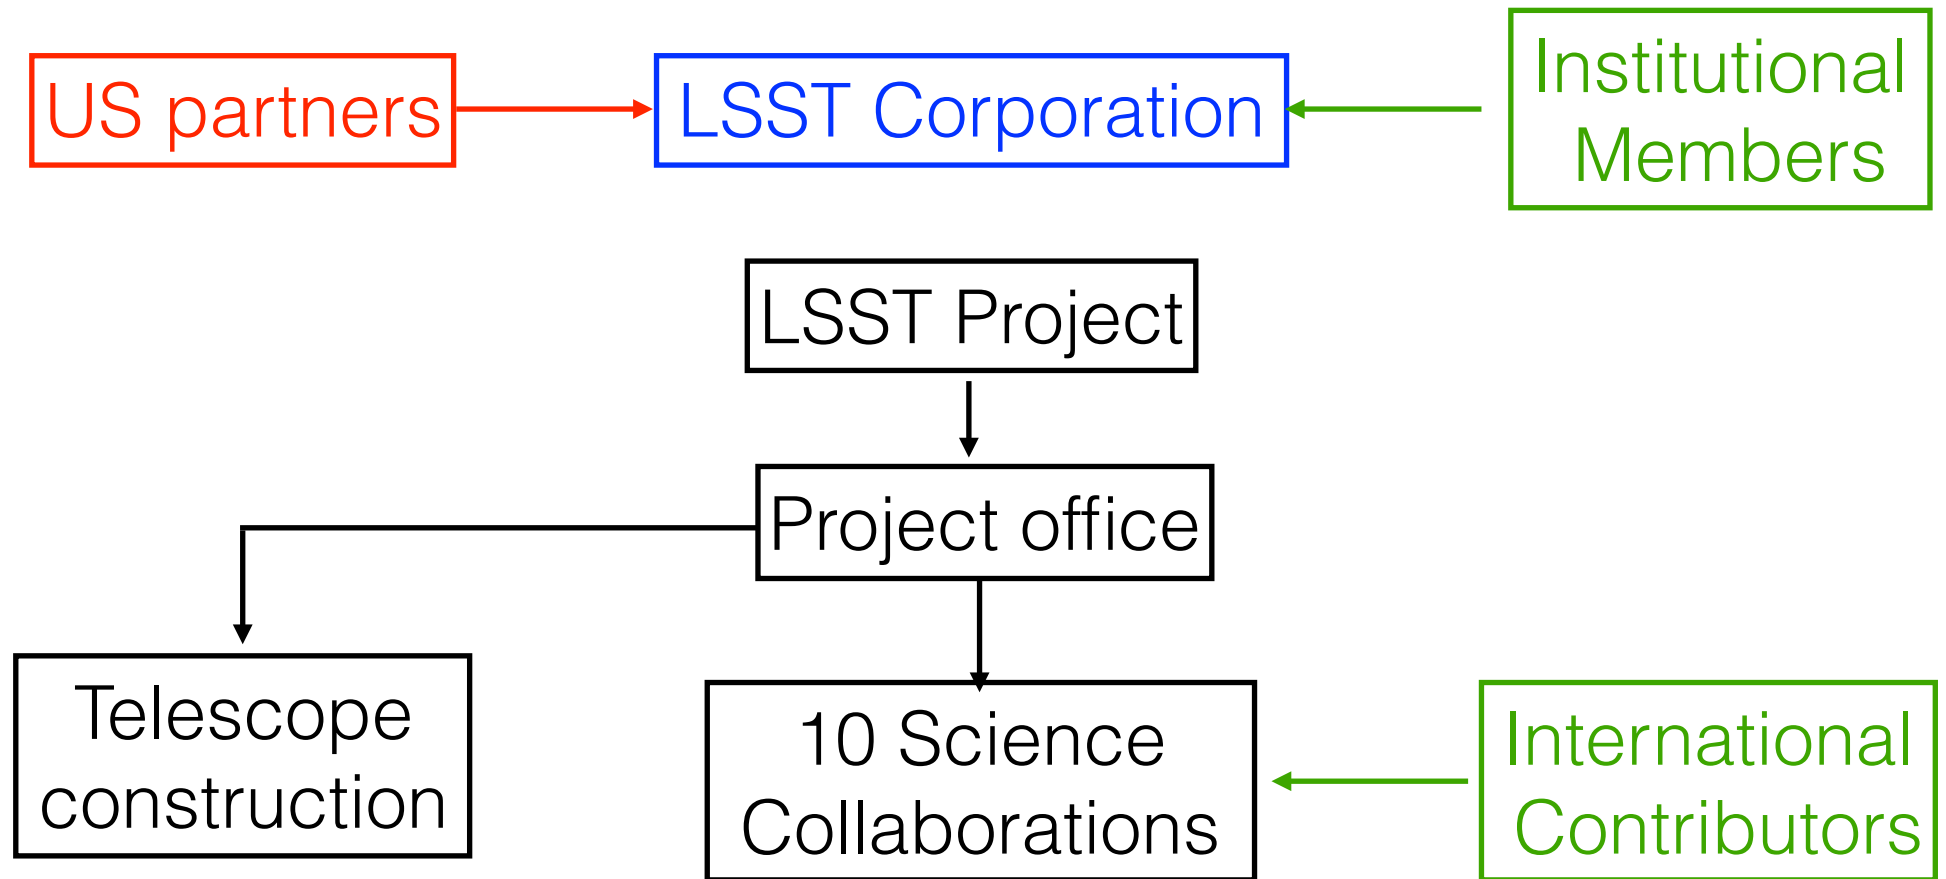 US partners
LSST Corporation
Institutional
Members
LSST Project
Project office
Telescope
construction
10 Science
Collaborations
International
Contributors